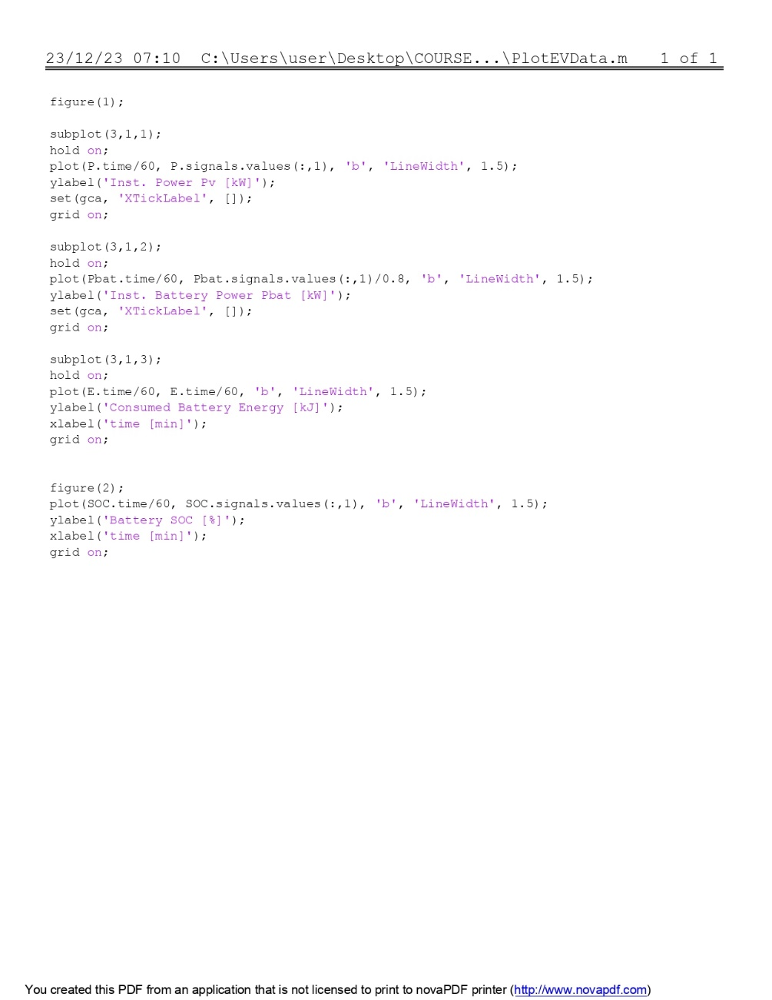 23/12/23 07:10  C:\Users\user\Desktop\COURSE...\PlotEVData.m   1 of 1
figure(1);
subplot(3,1,1);
hold on;
plot(P.time/60, P.signals.values(:,1), 'b', 'LineWidth', 1.5);
ylabel('Inst. Power Pv [kW]');
set(gca, 'XTickLabel', []);
grid on;
subplot(3,1,2);
hold on;
plot(Pbat.time/60, Pbat.signals.values(:,1)/0.8, 'b', 'LineWidth', 1.5);
ylabel('Inst. Battery Power Pbat [kW]');
set(gca, 'XTickLabel', []);
grid on;
subplot(3,1,3);
hold on;
plot(E.time/60, E.time/60, 'b', 'LineWidth', 1.5);
ylabel('Consumed Battery Energy [kJ]');
xlabel('time [min]');
grid on;
figure(2);
plot(SOC.time/60, SOC.signals.values(:,1), 'b', 'LineWidth', 1.5);
ylabel('Battery SOC [%]');
xlabel('time [min]');
grid on;
You created this PDF from an application that is not licensed to print to novaPDF printer (http://www.novapdf.com)